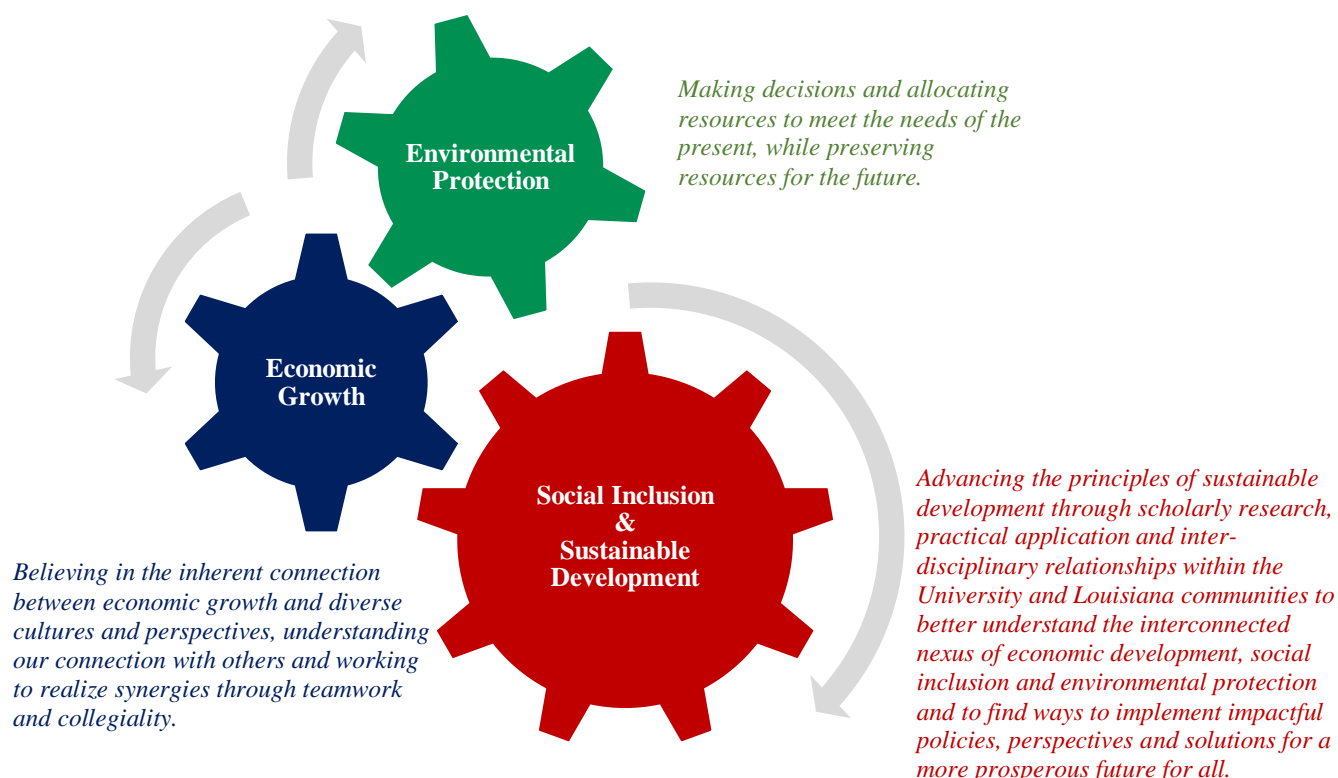 Environmental
Protection
Making decisions and allocating
resources to meet the needs of the
present, while preserving
resources for the future.
Economic
Growth
Believing in the inherent connection
between economic growth and diverse
cultures and perspectives, understanding
our connection with others and working
to realize synergies through teamwork
and collegiality.
Social Inclusion
&
Sustainable
Development
Advancing the principles of sustainable
development through scholarly research,
practical application and inter-
disciplinary relationships within the
University and Louisiana communities to
better understand the interconnected
nexus of economic development, social
inclusion and environmental protection
and to find ways to implement impactful
policies, perspectives and solutions for a
more prosperous future for all.